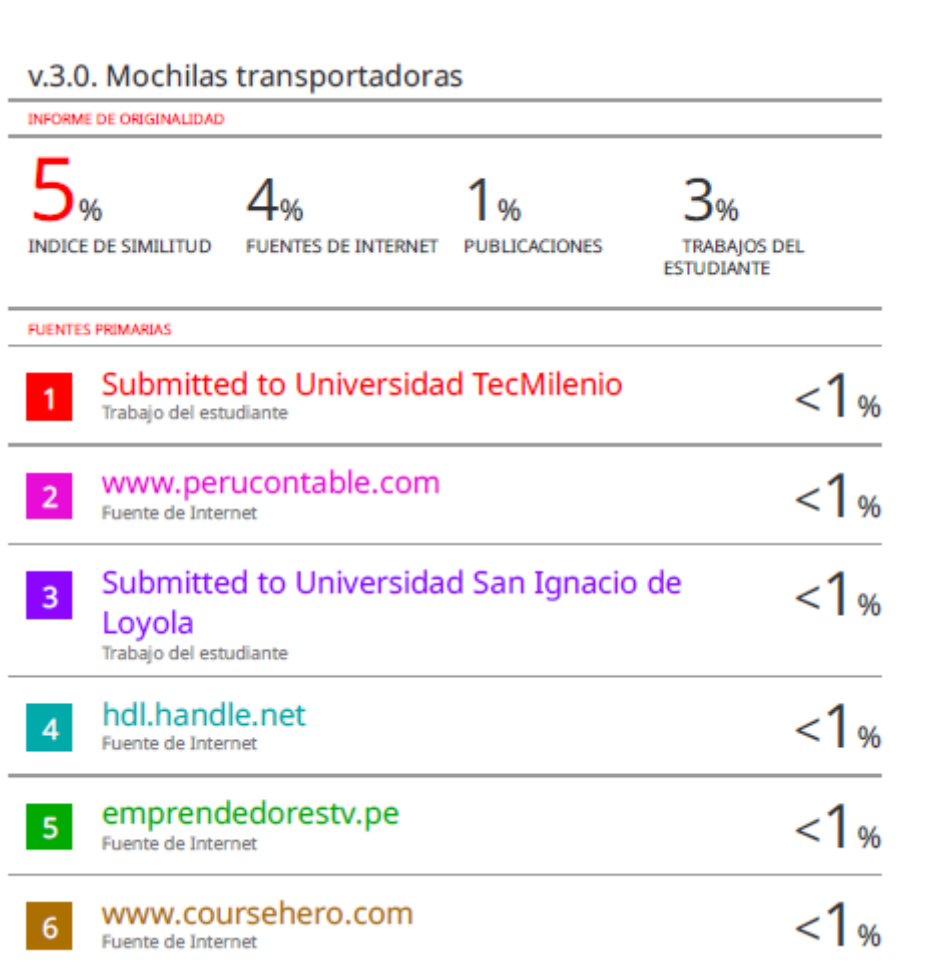 v.3.0. Mochilas transportadoras
INFORME DE ORIGINALIDAD
5%
4%
1%
3%
INDICE DE SIMILITUD
FUENTES DE INTERNET
PUBLICACIONES
TRABAJOS DEL
ESTUDIANTE
FUENTES PRIMARIAS
1
Submitted to Universidad TecMilenio
Trabajo del estudiante
<1%
2
www.perucontable.com
Fuente de Internet
<1%
3
Submitted to Universidad San Ignacio de
Loyola
Trabajo del estudiante
<1%
4
hdl.handle.net
Fuente de Internet
<1%
5
emprendedorestv.pe
Fuente de Internet
<1%
6
www.coursehero.com
Fuente de Internet
<1%